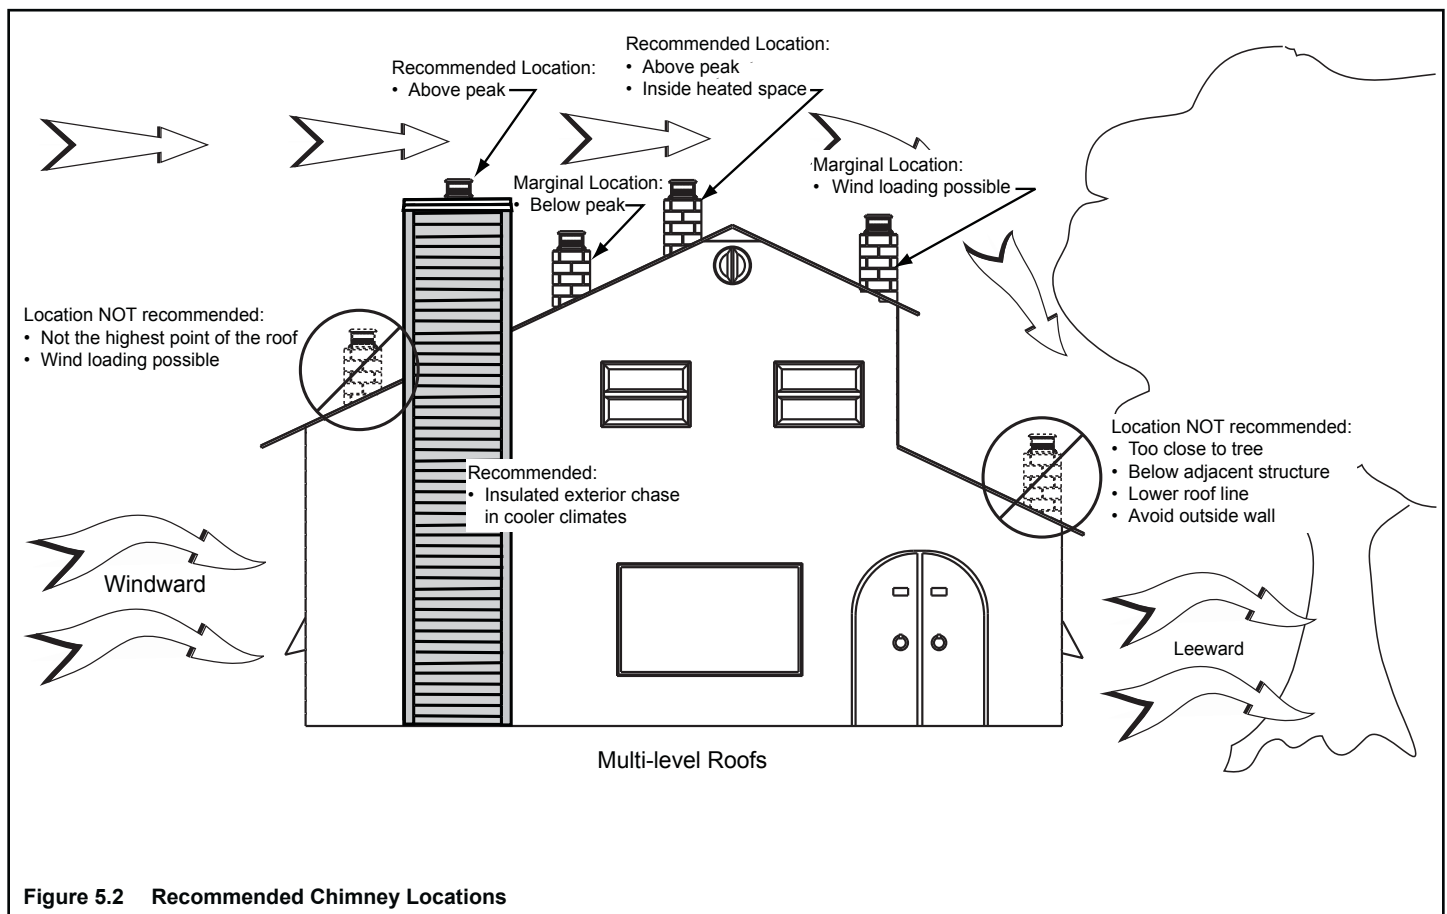 Recommended Location:
• Above peak
Recommended Location:
• Above peak
• Inside heated space
Marginal Location:
• Below peak
Marginal Location:
• Wind loading possible
Location NOT recommended:
• Not the highest point of the roof
• Wind loading possible
Location NOT recommended:
• Too close to tree
• Below adjacent structure
• Lower roof line
• Avoid outside wall
Recommended:
• Insulated exterior chase
in cooler climates
Windward
Leeward
Multi-level Roofs
Figure 5.2 Recommended Chimney Locations